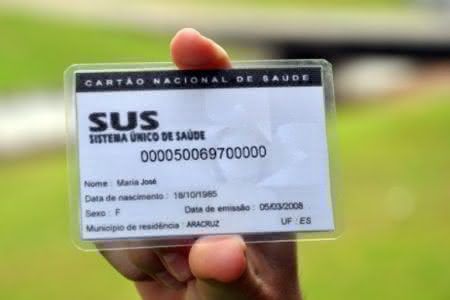 CARTÃO NACIONAL DE SAÚDE
SUS
SISTEMA ÚNICO DE SAÚDE
000050069700000
Nome : Maria José
Data de nascimento : 18/10/1985
Sexo : F Data de emissão : 05/03/2008
Município de residência : ARACRUZ UF : ES